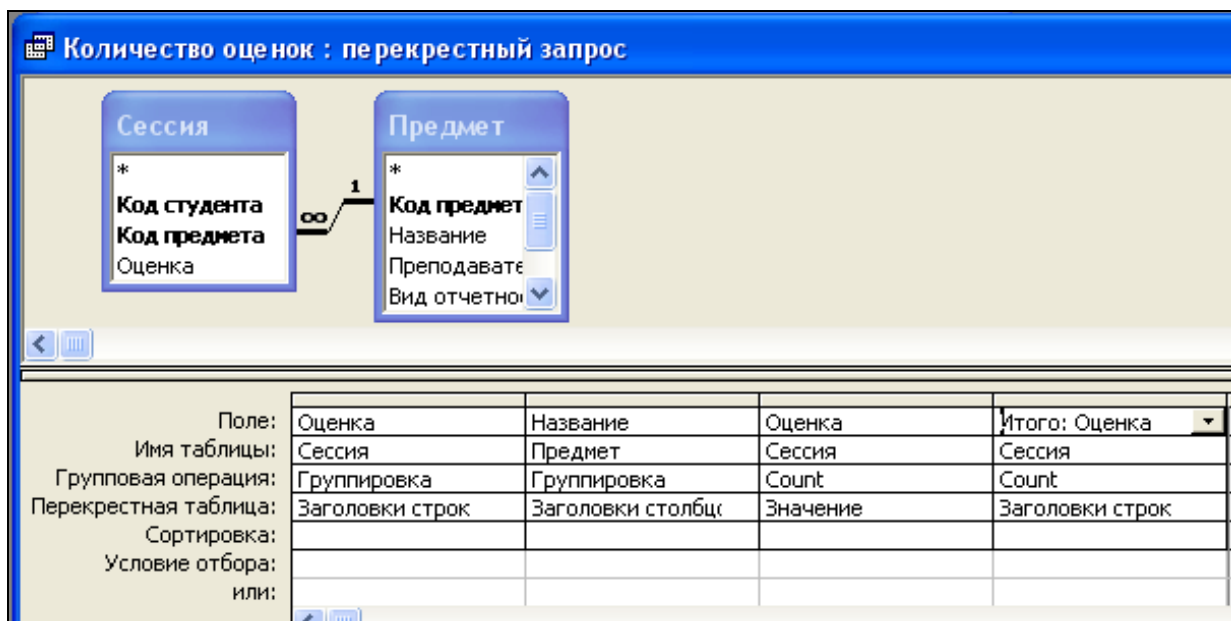 Количество оценок : перекрестный запрос
Сессия
*
Код студента
Код предмета
Оценка
∞
1
Предмет
*
Код предмет
Название
Преподавате
Вид отчетно
Поле: Оценка Название Оценка Итого: Оценка
Имя таблицы: Сессия Предмет Сессия Сессия
Групповая операция: Группировка Группировка Count Count
Перекрестная таблица: Заголовки строк Заголовки столбцо Значение Заголовки строк
Сортировка:
Условие отбора:
или: